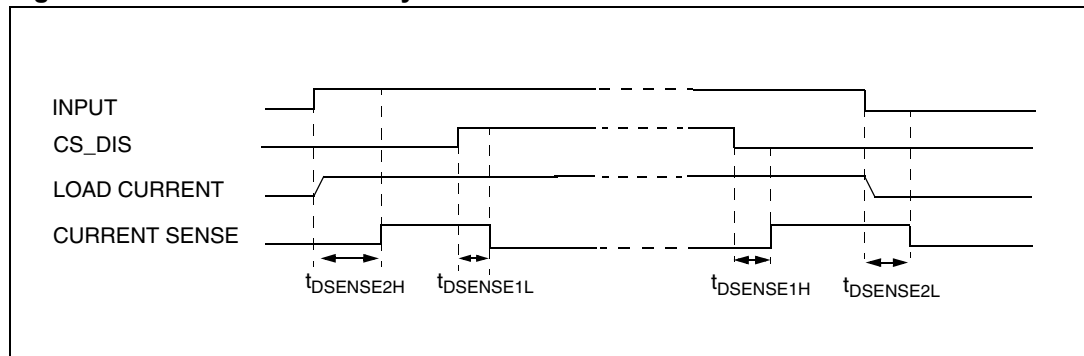 INPUT
CS_DIS
LOAD CURRENT
CURRENT SENSE
tDSENSE2H
tDSENSE1L
tDSENSE1H
tDSENSE2L